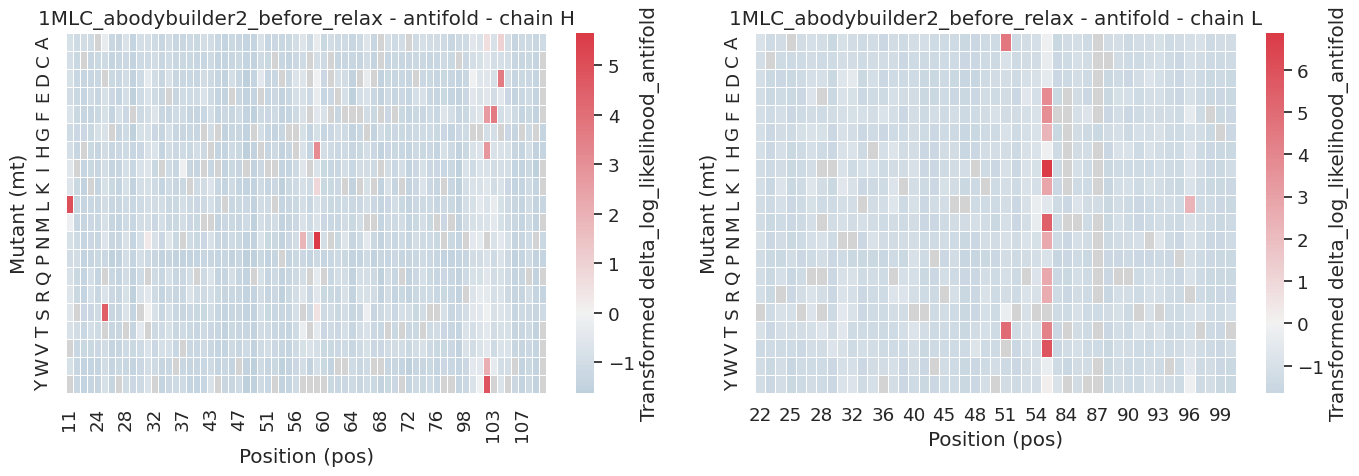 1MLC_abodybuilder2_before_relax - antifold - chain H
Mutant (mt)
A
C
D
E
F
G
H
I
K
L
M
N
P
Q
R
S
T
V
W
Y
11 24 28 32 37 43 47 51 56 60 64 68 72 76 98 103 107
Position (pos)
5
4
3
2
1
0
−1
Transformed delta_log_likelihood_antifold
1MLC_abodybuilder2_before_relax - antifold - chain L
Mutant (mt)
A
C
D
E
F
G
H
I
K
L
M
N
P
Q
R
S
T
V
W
Y
22 25 28 32 36 40 45 48 51 54 84 87 90 93 96 99
Position (pos)
6
5
4
3
2
1
0
−1
Transformed delta_log_likelihood_antifold